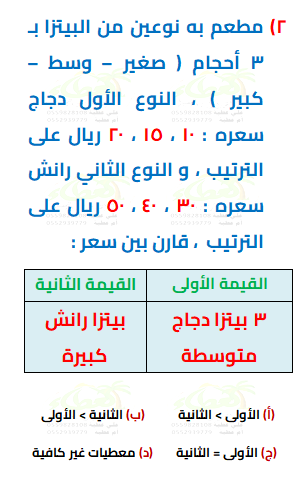 ٢) مطعم به نوعين من البيتزا بـ
٣ أحجام ( صغير – وسط –
كبير ) ، النوع الأول دجاج
سعره : ١٠ ، ١٥ ، ٢٠ ريال على
الترتيب ، و النوع الثاني رانش
سعره : ٣٠ ، ٤٠ ، ٥٠ ريال على
الترتيب ، قارن بين سعر :
القيمة الأولى القيمة الثانية
٣ بيتزا دجاج بيتزا رانش
متوسطة كبيرة
(أ) الأولى > الثانية (ب) الثانية > الأولى
(ج) الأولى = الثانية (د) معطيات غير كافية